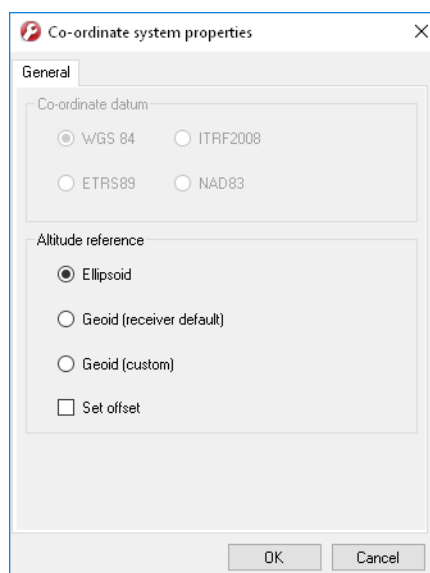 Co-ordinate system properties
General
Co-ordinate datum
WGS 84 ITRF2008
ETRS89 NAD83
Altitude reference
Ellipsoid
Geoid (receiver default)
Geoid (custom)
Set offset
OK Cancel